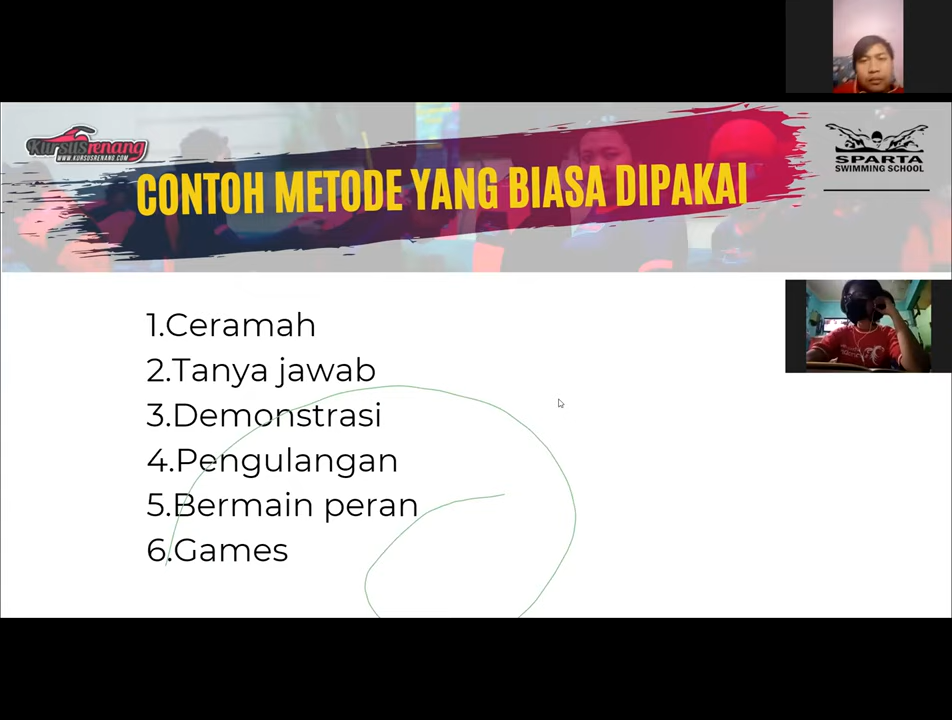 Kursusrenang
WWW.KURSUSRENANG.COM
CONTOH METODE YANG BIASA DIPAKAI
SPARTA
SWIMMING SCHOOL
1.Ceramah
2.Tanya jawab
3.Demonstrasi
4.Pengulangan
5.Bermain peran
6.Games